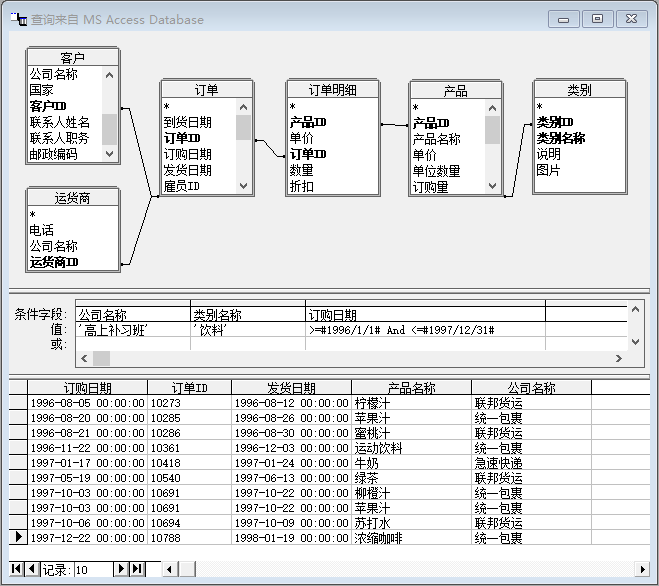 查询来自 MS Access Database
客户
公司名称
国家
客户ID
联系人姓名
联系人职务
邮政编码
运货商
*
电话
公司名称
运货商ID
订单
*
到货日期
订单ID
订购日期
发货日期
雇员ID
订单明细
*
产品ID
单价
订单ID
数量
折扣
产品
*
产品ID
产品名称
单价
单位数量
订购量
类别
*
类别ID
类别名称
说明
图片
条件字段: 公司名称 类别名称 订购日期
值: '高上补习班' '饮料' >=#1996/1/1# And <=#1997/12/31#
或:
订购日期 订单ID 发货日期 产品名称 公司名称
1996-08-05 00:00:00 10273 1996-08-12 00:00:00 柠檬汁 联邦货运
1996-08-20 00:00:00 10285 1996-08-26 00:00:00 苹果汁 统一包裹
1996-08-21 00:00:00 10286 1996-08-30 00:00:00 蜜桃汁 联邦货运
1996-11-22 00:00:00 10361 1996-12-03 00:00:00 运动饮料 统一包裹
1997-01-17 00:00:00 10418 1997-01-24 00:00:00 牛奶 急速快递
1997-05-19 00:00:00 10540 1997-06-13 00:00:00 绿茶 联邦货运
1997-10-03 00:00:00 10691 1997-10-22 00:00:00 柳橙汁 统一包裹
1997-10-03 00:00:00 10691 1997-10-22 00:00:00 苹果汁 统一包裹
1997-10-06 00:00:00 10694 1997-10-09 00:00:00 苏打水 联邦货运
1997-12-22 00:00:00 10788 1998-01-19 00:00:00 浓缩咖啡 统一包裹
记录: 10